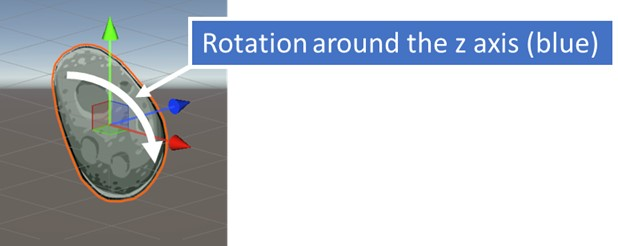 Rotation around the z axis (blue)